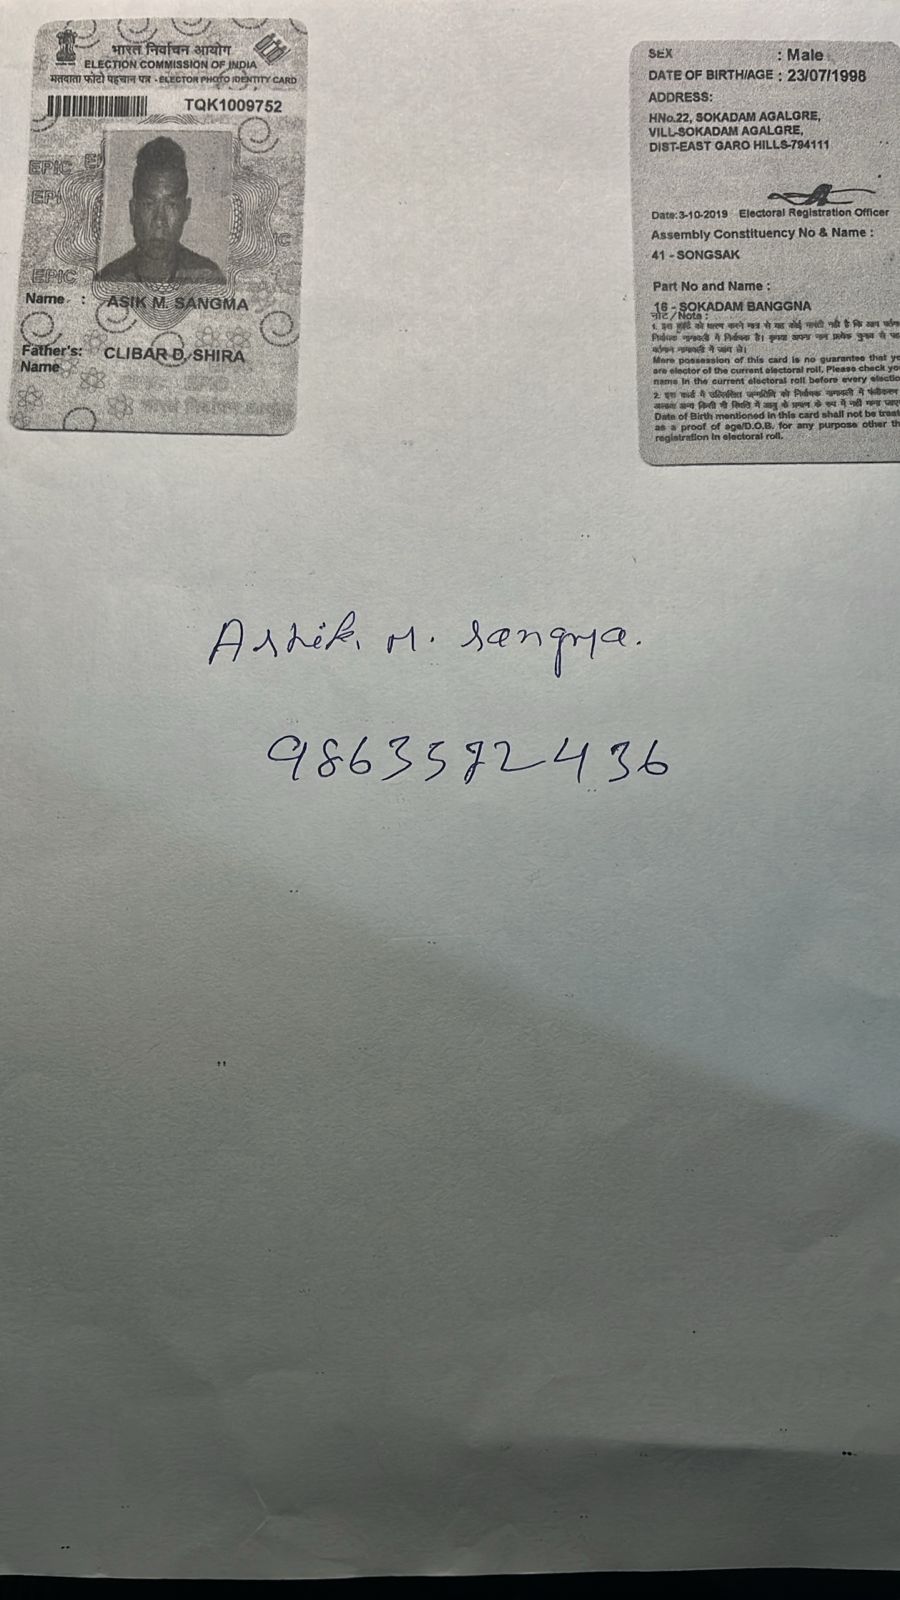 भारत निर्वाचन आयोग
ELECTION COMMISSION OF INDIA
मतदाता फोटो पहचान पत्र - ELECTOR PHOTO IDENTITY CARD
TQK1009752
EPIC
EPIC
Name : ASIK M. SANGMA
Father's Name : CLIBAR D. SHIRA
SEX : Male
DATE OF BIRTH/AGE : 23/07/1998
ADDRESS:
HNo.22, SOKADAM AGALGRE,
VILL-SOKADAM AGALGRE,
DIST-EAST GARO HILLS-794111
Date:3-10-2019 Electoral Registration Officer
Assembly Constituency No & Name :
41 - SONGSAK
Part No and Name :
16 - SOKADAM BANGGNA
नोट/Note :
Mere possession of this card is no guarantee that
are elector of the current electoral roll. Please check
name in the current electoral roll before every
Date of Birth mentioned in this card shall not be
as a proof of age/D.O.B. for any purpose other
registration in electoral roll.
Ashik. M. Sangma.
9863572436